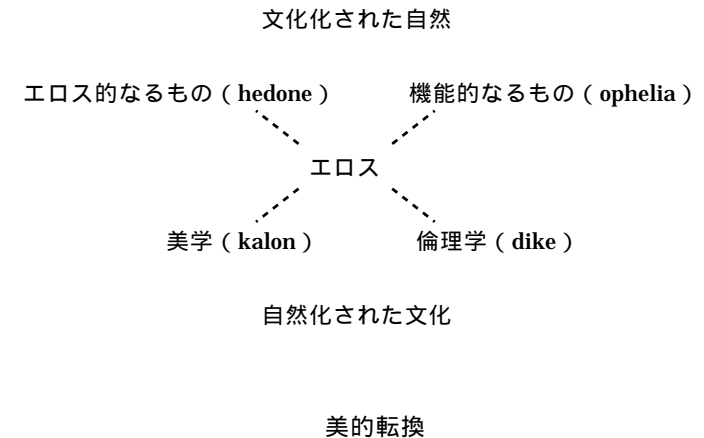 文化化された自然
エロス的なるもの（hedone） 機能的なるもの（ophelia）
エロス
美学（kalon） 倫理学（dike）
自然化された文化
美的転換